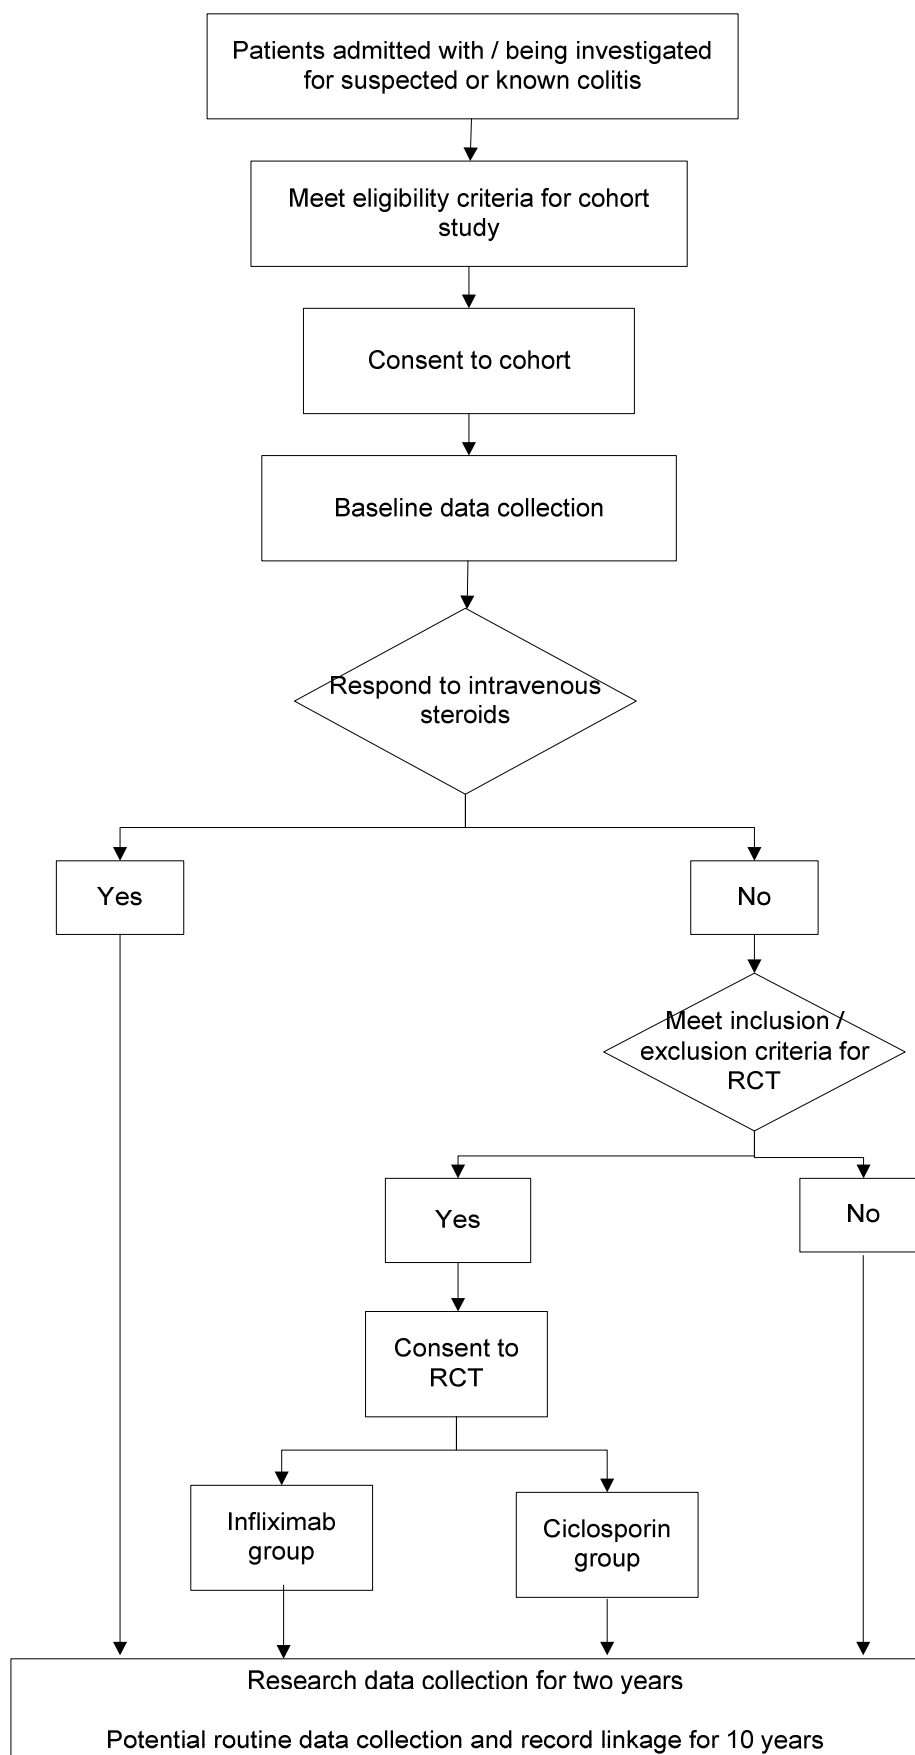 Patients admitted with / being investigated
for suspected or known colitis
Meet eligibility criteria for cohort
study
Consent to cohort
Baseline data collection
Respond to intravenous
steroids
Yes
No
Meet inclusion /
exclusion criteria for
RCT
Yes
No
Consent to
RCT
Infliximab
group
Ciclosporin
group
Research data collection for two years
Potential routine data collection and record linkage for 10 years